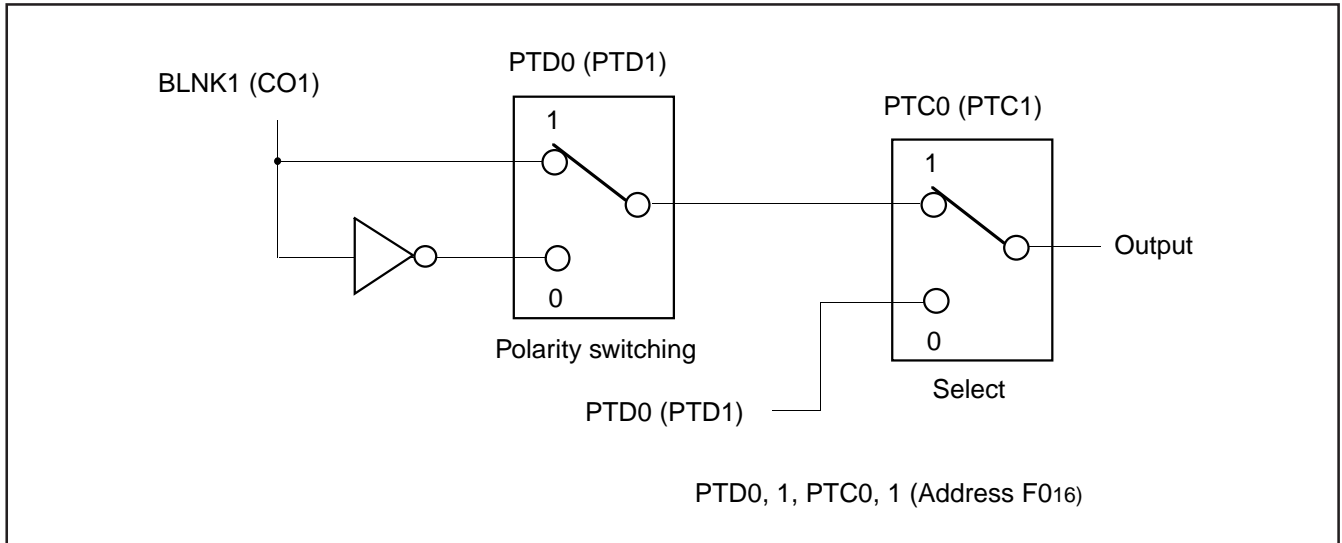 BLNK1 (CO1)
PTD0 (PTD1)
1
0
Polarity switching
PTC0 (PTC1)
1
0
Select
Output
PTD0 (PTD1)
PTD0, 1, PTC0, 1 (Address F016)